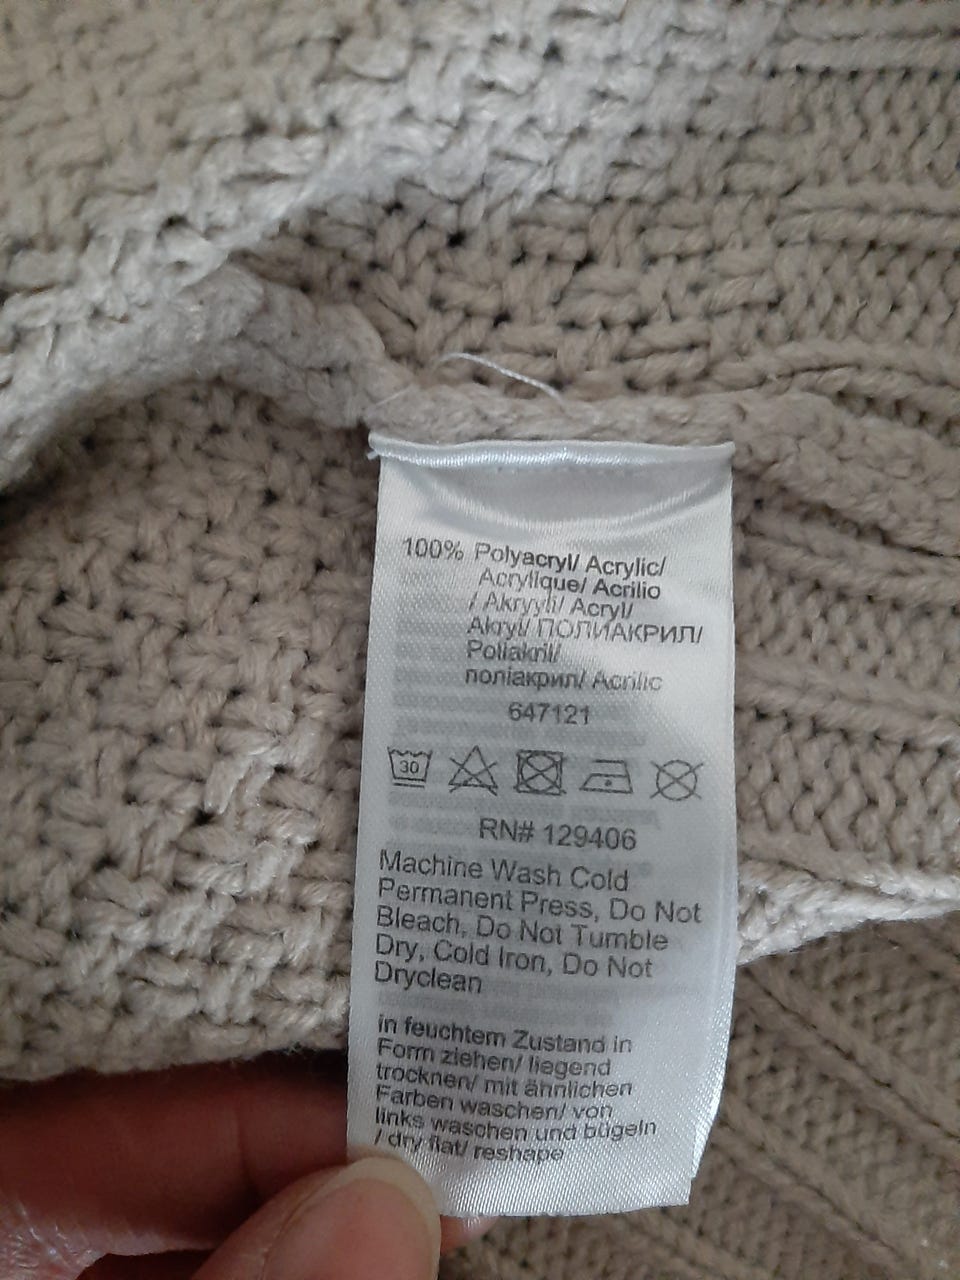 100% Polyacryl/ Acrylic/
Acrylique/ Acrilio
/ Akryyli/ Acryl/
Akryl/ ПОЛИАКРИЛ/
Poliakril/
поліакрил/ Acrilic
647121
30
RN# 129406
Machine Wash Cold
Permanent Press, Do Not
Bleach, Do Not Tumble
Dry, Cold Iron, Do Not
Dryclean
in feuchtem Zustand in
Form ziehen/ liegend
trocknen/ mit ähnlichen
Farben waschen/ von
links waschen und bügeln
/ dry flat/ reshape